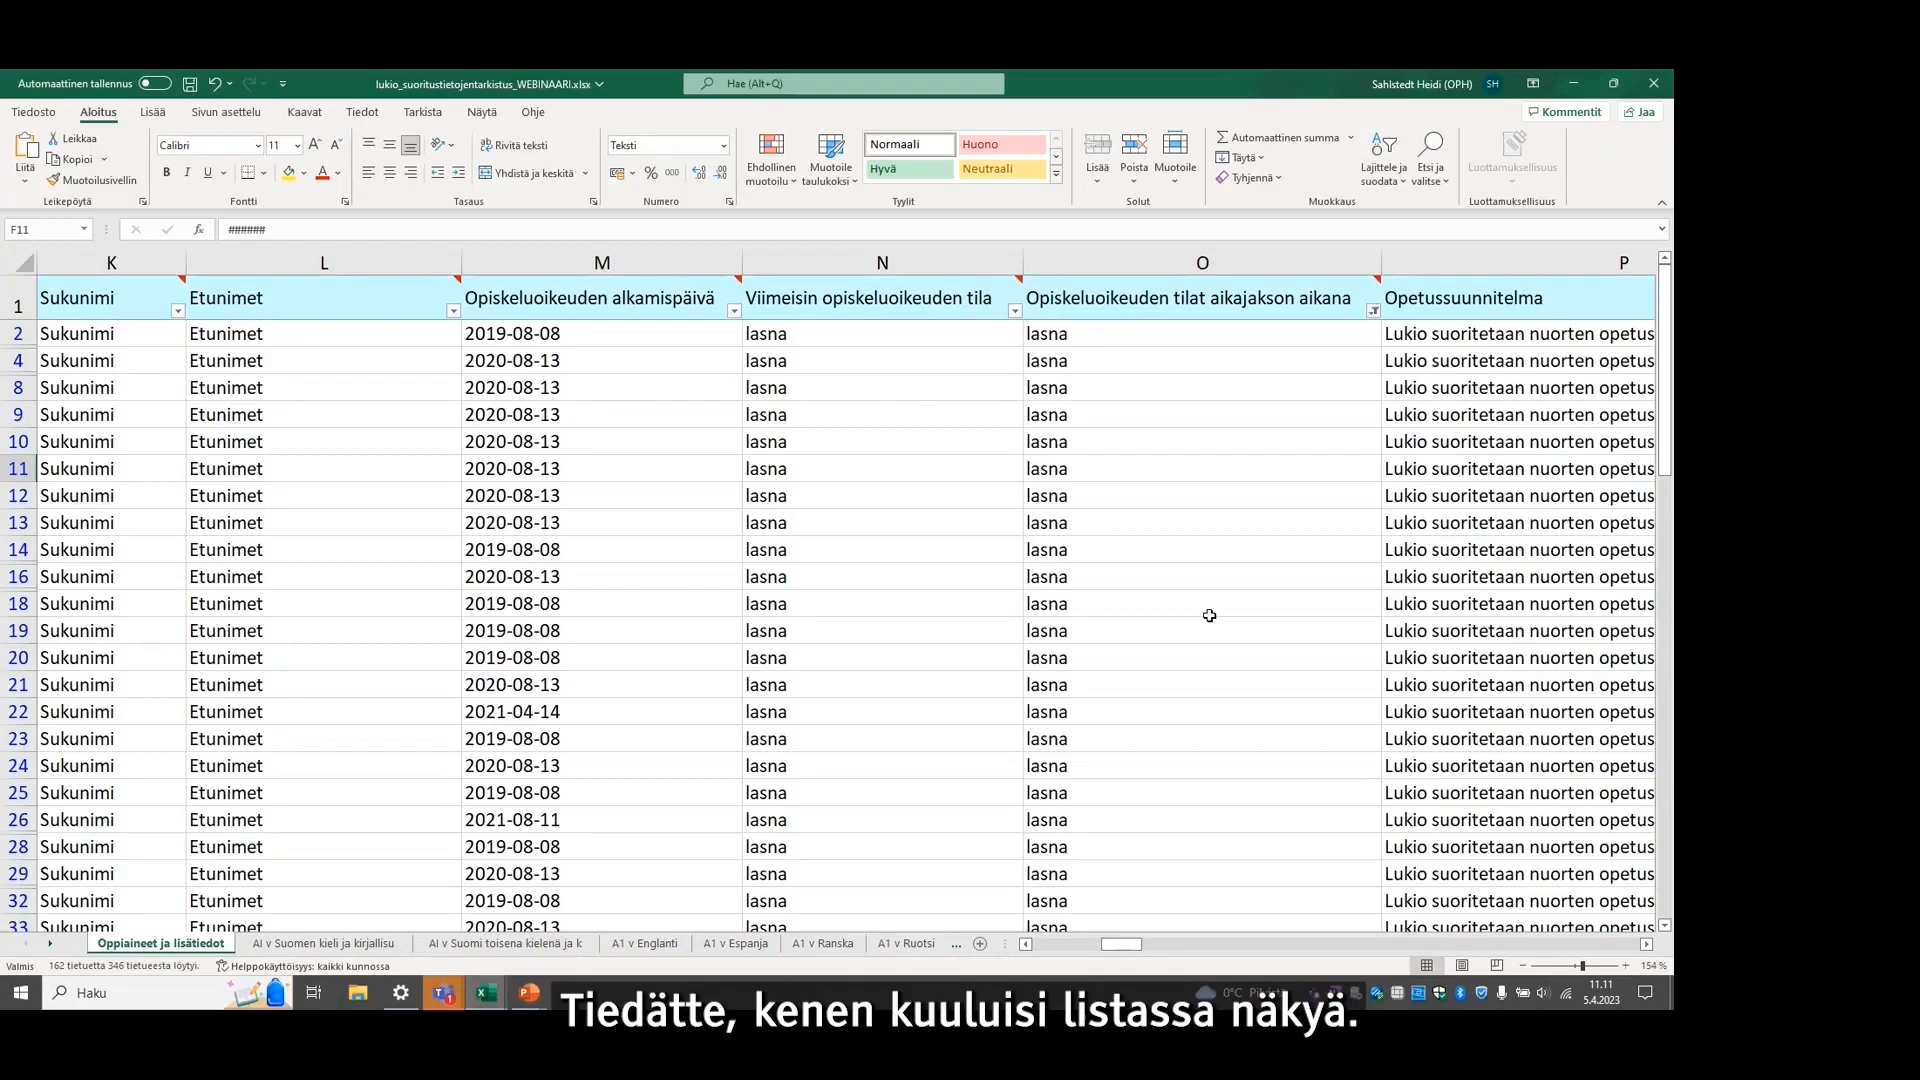 Automaattinen tallennus
lukio_suoritustietojentarkistus_WEBINAARI.xlsx
Hae (Alt+Q)
Sahlstedt Heidi (OPH) SH
Tiedosto Aloitus Lisää Sivun asettelu Kaavat Tiedot Tarkista Näytä Ohje
Kommentit Jaa
Liitä
Leikkaa
Kopioi
Muotoilusivellin
Calibri 11
B I U
Rivitä teksti
Yhdistä ja keskitä
Teksti
% 000
Ehdollinen muotoilu
Muotoile taulukoksi
Normaali Huono
Hyvä Neutraali
Lisää Poista Muotoile
Automaattinen summa
Täytä
Tyhjennä
Lajittele ja suodata
Etsi ja valitse
Luottamuksellisuus
Leikepöytä Fontti Tasaus Numero Tyylit Solut Muokkaus Luottamuksellisuus
F11 fx ######
K L M N O P
1 Sukunimi Etunimet Opiskeluoikeuden alkamispäivä Viimeisin opiskeluoikeuden tila Opiskeluoikeuden tilat aikajakson aikana Opetussuunnitelma
2 Sukunimi Etunimet 2019-08-08 lasna lasna Lukio suoritetaan nuorten opetus
4 Sukunimi Etunimet 2020-08-13 lasna lasna Lukio suoritetaan nuorten opetus
8 Sukunimi Etunimet 2020-08-13 lasna lasna Lukio suoritetaan nuorten opetus
9 Sukunimi Etunimet 2020-08-13 lasna lasna Lukio suoritetaan nuorten opetus
10 Sukunimi Etunimet 2020-08-13 lasna lasna Lukio suoritetaan nuorten opetus
11 Sukunimi Etunimet 2020-08-13 lasna lasna Lukio suoritetaan nuorten opetus
12 Sukunimi Etunimet 2020-08-13 lasna lasna Lukio suoritetaan nuorten opetus
13 Sukunimi Etunimet 2020-08-13 lasna lasna Lukio suoritetaan nuorten opetus
14 Sukunimi Etunimet 2019-08-08 lasna lasna Lukio suoritetaan nuorten opetus
16 Sukunimi Etunimet 2020-08-13 lasna lasna Lukio suoritetaan nuorten opetus
18 Sukunimi Etunimet 2019-08-08 lasna lasna Lukio suoritetaan nuorten opetus
19 Sukunimi Etunimet 2019-08-08 lasna lasna Lukio suoritetaan nuorten opetus
20 Sukunimi Etunimet 2019-08-08 lasna lasna Lukio suoritetaan nuorten opetus
21 Sukunimi Etunimet 2020-08-13 lasna lasna Lukio suoritetaan nuorten opetus
22 Sukunimi Etunimet 2021-04-14 lasna lasna Lukio suoritetaan nuorten opetus
23 Sukunimi Etunimet 2019-08-08 lasna lasna Lukio suoritetaan nuorten opetus
24 Sukunimi Etunimet 2020-08-13 lasna lasna Lukio suoritetaan nuorten opetus
25 Sukunimi Etunimet 2019-08-08 lasna lasna Lukio suoritetaan nuorten opetus
26 Sukunimi Etunimet 2021-08-11 lasna lasna Lukio suoritetaan nuorten opetus
28 Sukunimi Etunimet 2019-08-08 lasna lasna Lukio suoritetaan nuorten opetus
29 Sukunimi Etunimet 2020-08-13 lasna lasna Lukio suoritetaan nuorten opetus
32 Sukunimi Etunimet 2019-08-08 lasna lasna Lukio suoritetaan nuorten opetus
33 Sukunimi Etunimet 2020-08-13 lasna lasna Lukio suoritetaan nuorten opetus
Oppiaineet ja lisätiedot AI v Suomen kieli ja kirjallisu AI v Suomi toisena kielenä ja k A1 v Englanti A1 v Espanja A1 v Ranska A1 v Ruotsi ...
Valmis 162 tietuetta 346 tietueesta löytyi. Helppokäyttöisyys: kaikki kunnossa 154 %
Haku
0°C
11.11
5.4.2023
Tiedätte, kenen kuuluisi listassa näkyä.